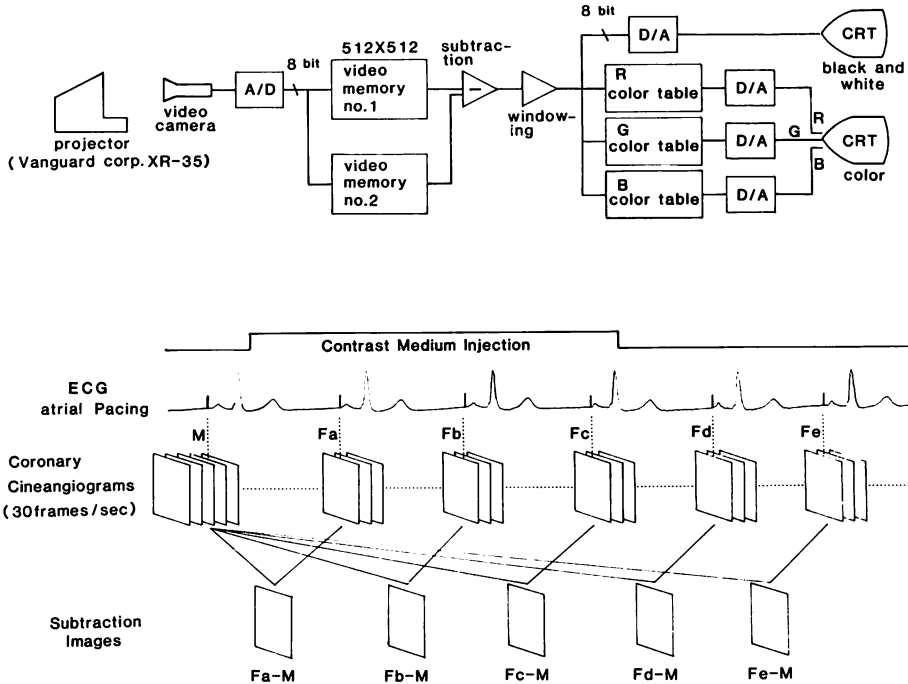 projector
(Vanguard corp. XR-35)
video
camera
A/D
8 bit
512X512
video
memory
no.1
video
memory
no.2
subtrac-
tion
−
window-
ing
8 bit
D/A
CRT
black and
white
R
color table
D/A
R
G
color table
D/A
G
CRT
color
B
color table
D/A
B
Contrast Medium Injection
ECG
atrial Pacing
M
Fa
Fb
Fc
Fd
Fe
Coronary
Cineangiograms
(30frames/sec)
Subtraction
Images
Fa-M
Fb-M
Fc-M
Fd-M
Fe-M